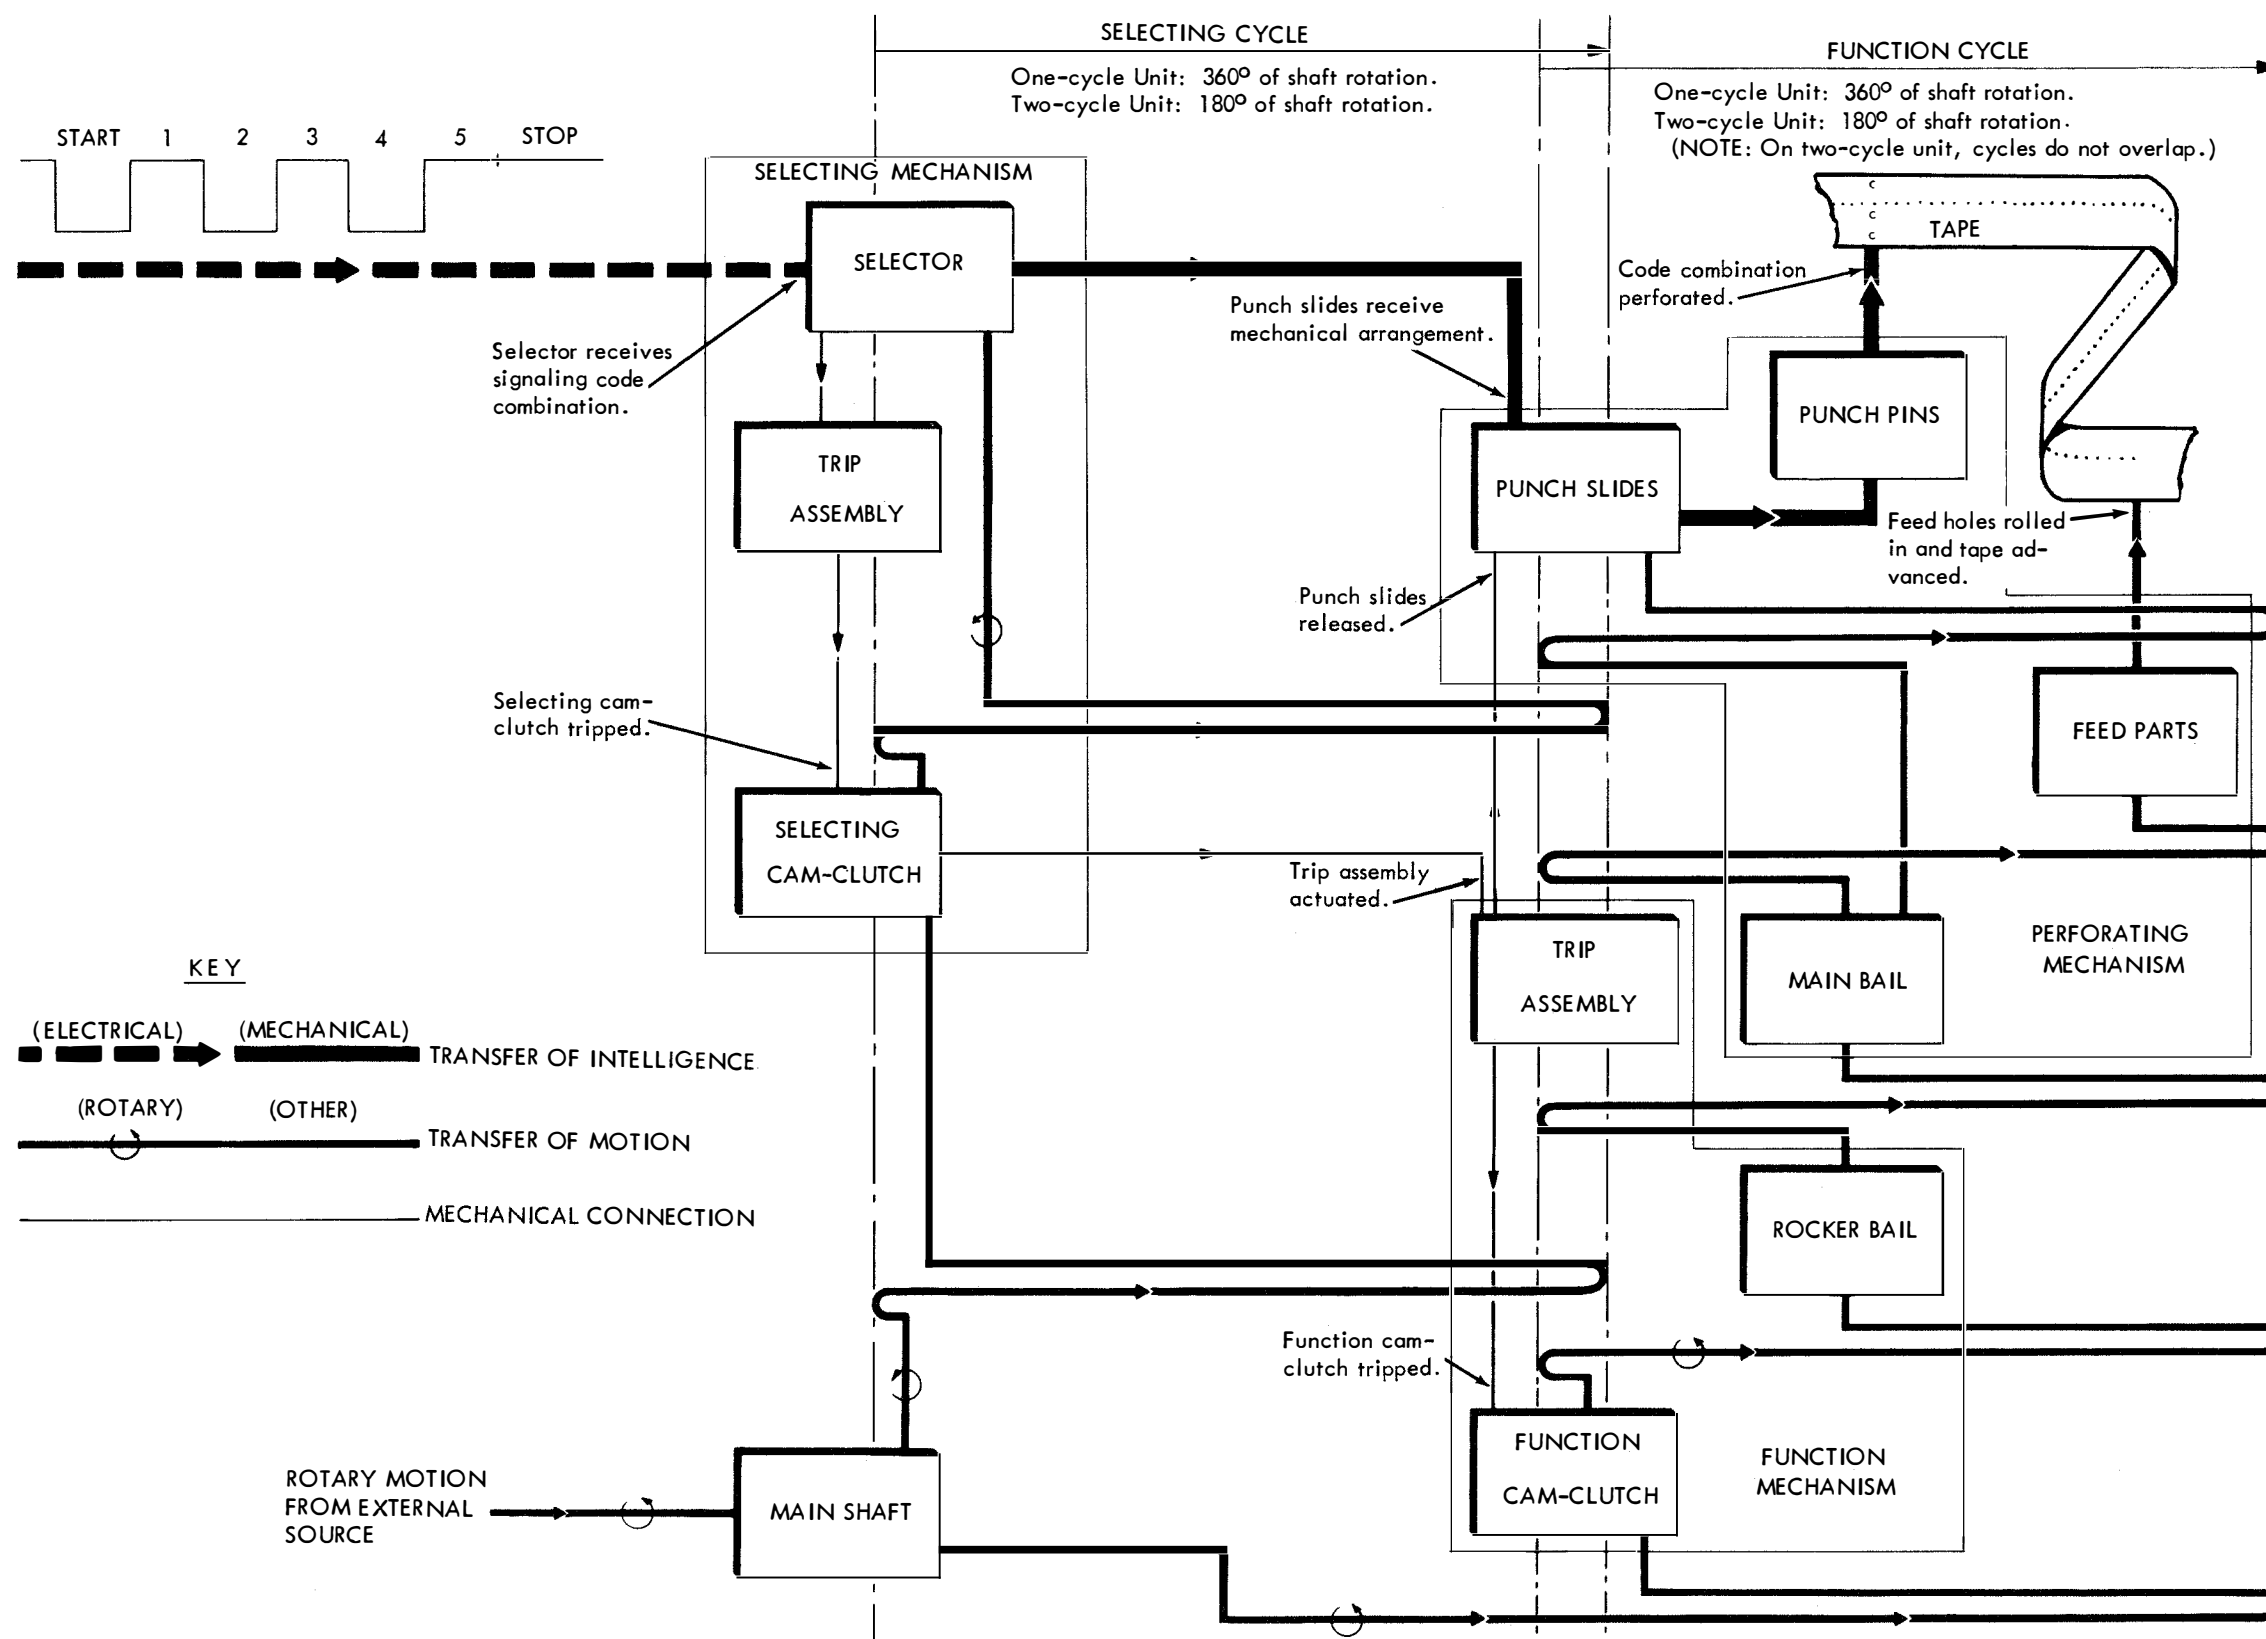 SELECTING CYCLE
One-cycle Unit: 360° of shaft rotation.
Two-cycle Unit: 180° of shaft rotation.
FUNCTION CYCLE
One-cycle Unit: 360° of shaft rotation.
Two-cycle Unit: 180° of shaft rotation.
(NOTE: On two-cycle unit, cycles do not overlap.)
START 1 2 3 4 5 STOP
SELECTING MECHANISM
SELECTOR
Selector receives
signaling code
combination.
TRIP
ASSEMBLY
Selecting cam-
clutch tripped.
SELECTING
CAM-CLUTCH
Punch slides receive
mechanical arrangement.
Code combination
perforated.
c
c
c
TAPE
PUNCH PINS
PUNCH SLIDES
Feed holes rolled
in and tape ad-
vanced.
Punch slides
released.
FEED PARTS
Trip assembly
actuated.
TRIP
ASSEMBLY
MAIN BAIL
PERFORATING
MECHANISM
KEY
(ELECTRICAL) (MECHANICAL)
TRANSFER OF INTELLIGENCE
(ROTARY) (OTHER)
TRANSFER OF MOTION
MECHANICAL CONNECTION
ROCKER BAIL
Function cam-
clutch tripped.
FUNCTION
CAM-CLUTCH
FUNCTION
MECHANISM
ROTARY MOTION
FROM EXTERNAL
SOURCE
MAIN SHAFT